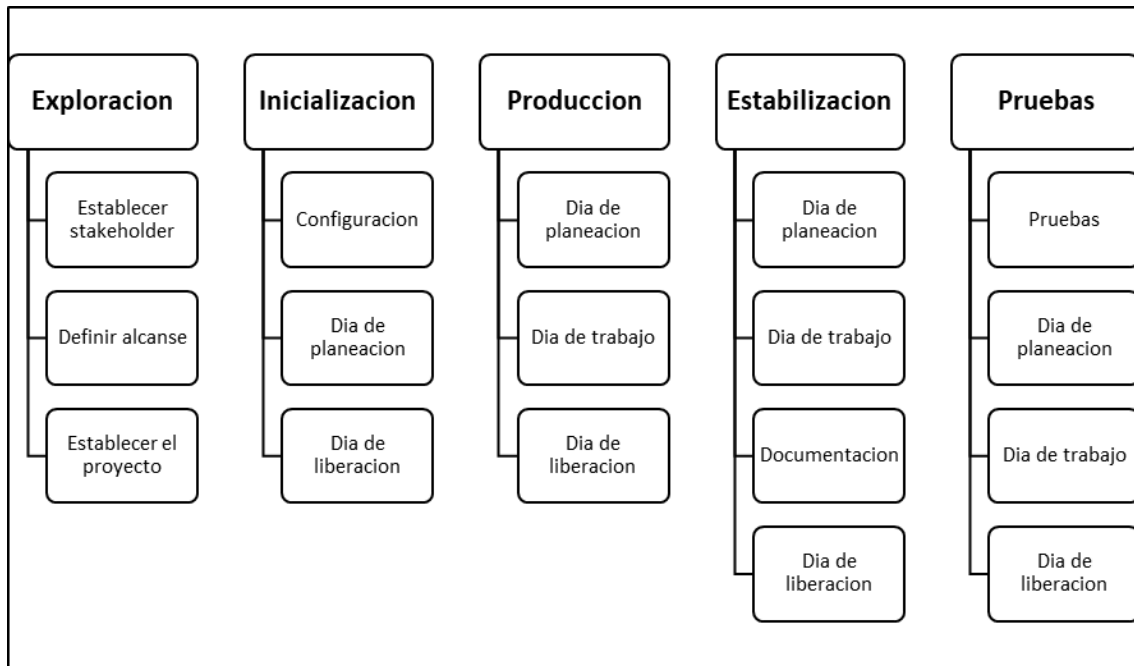 Exploracion
Establecer
stakeholder
Definir alcanse
Establecer el
proyecto
Inicializacion
Configuracion
Dia de
planeacion
Dia de
liberacion
Produccion
Dia de
planeacion
Dia de trabajo
Dia de
liberacion
Estabilizacion
Dia de
planeacion
Dia de trabajo
Documentacion
Dia de
liberacion
Pruebas
Pruebas
Dia de
planeacion
Dia de trabajo
Dia de
liberacion